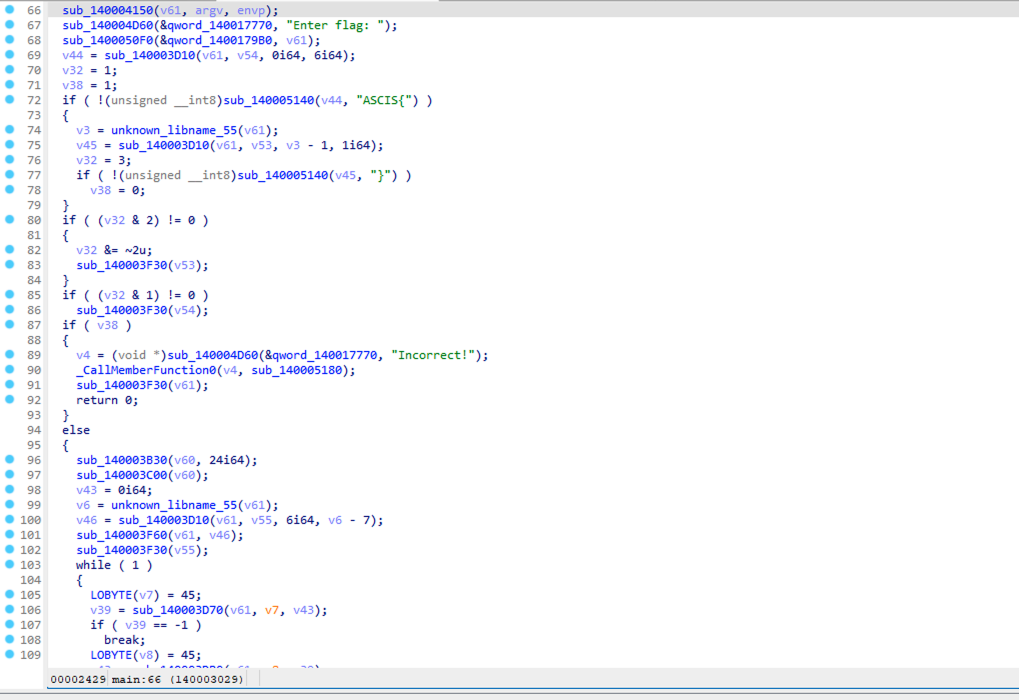 66 sub_140004150(v61, argv, envp);
67 sub_140004D60(&qword_140017770, "Enter flag: ");
68 sub_1400050F0(&qword_1400179B0, v61);
69 v44 = sub_140003D10(v61, v54, 0i64, 6i64);
70 v32 = 1;
71 v38 = 1;
72 if ( !(unsigned __int8)sub_140005140(v44, "ASCIS{") )
73 {
74 v3 = unknown_libname_55(v61);
75 v45 = sub_140003D10(v61, v53, v3 - 1, 1i64);
76 v32 = 3;
77 if ( !(unsigned __int8)sub_140005140(v45, "}") )
78 v38 = 0;
79 }
80 if ( (v32 & 2) != 0 )
81 {
82 v32 &= ~2u;
83 sub_140003F30(v53);
84 }
85 if ( (v32 & 1) != 0 )
86 sub_140003F30(v54);
87 if ( v38 )
88 {
89 v4 = (void *)sub_140004D60(&qword_140017770, "Incorrect!");
90 _CallMemberFunction0(v4, sub_140005180);
91 sub_140003F30(v61);
92 return 0;
93 }
94 else
95 {
96 sub_140003B30(v60, 24i64);
97 sub_140003C00(v60);
98 v43 = 0i64;
99 v6 = unknown_libname_55(v61);
100 v46 = sub_140003D10(v61, v55, 6i64, v6 - 7);
101 sub_140003F60(v61, v46);
102 sub_140003F30(v55);
103 while ( 1 )
104 {
105 LOBYTE(v7) = 45;
106 v39 = sub_140003D70(v61, v7, v43);
107 if ( v39 == -1 )
108 break;
109 LOBYTE(v8) = 45;
00002429 main:66 (140003029)